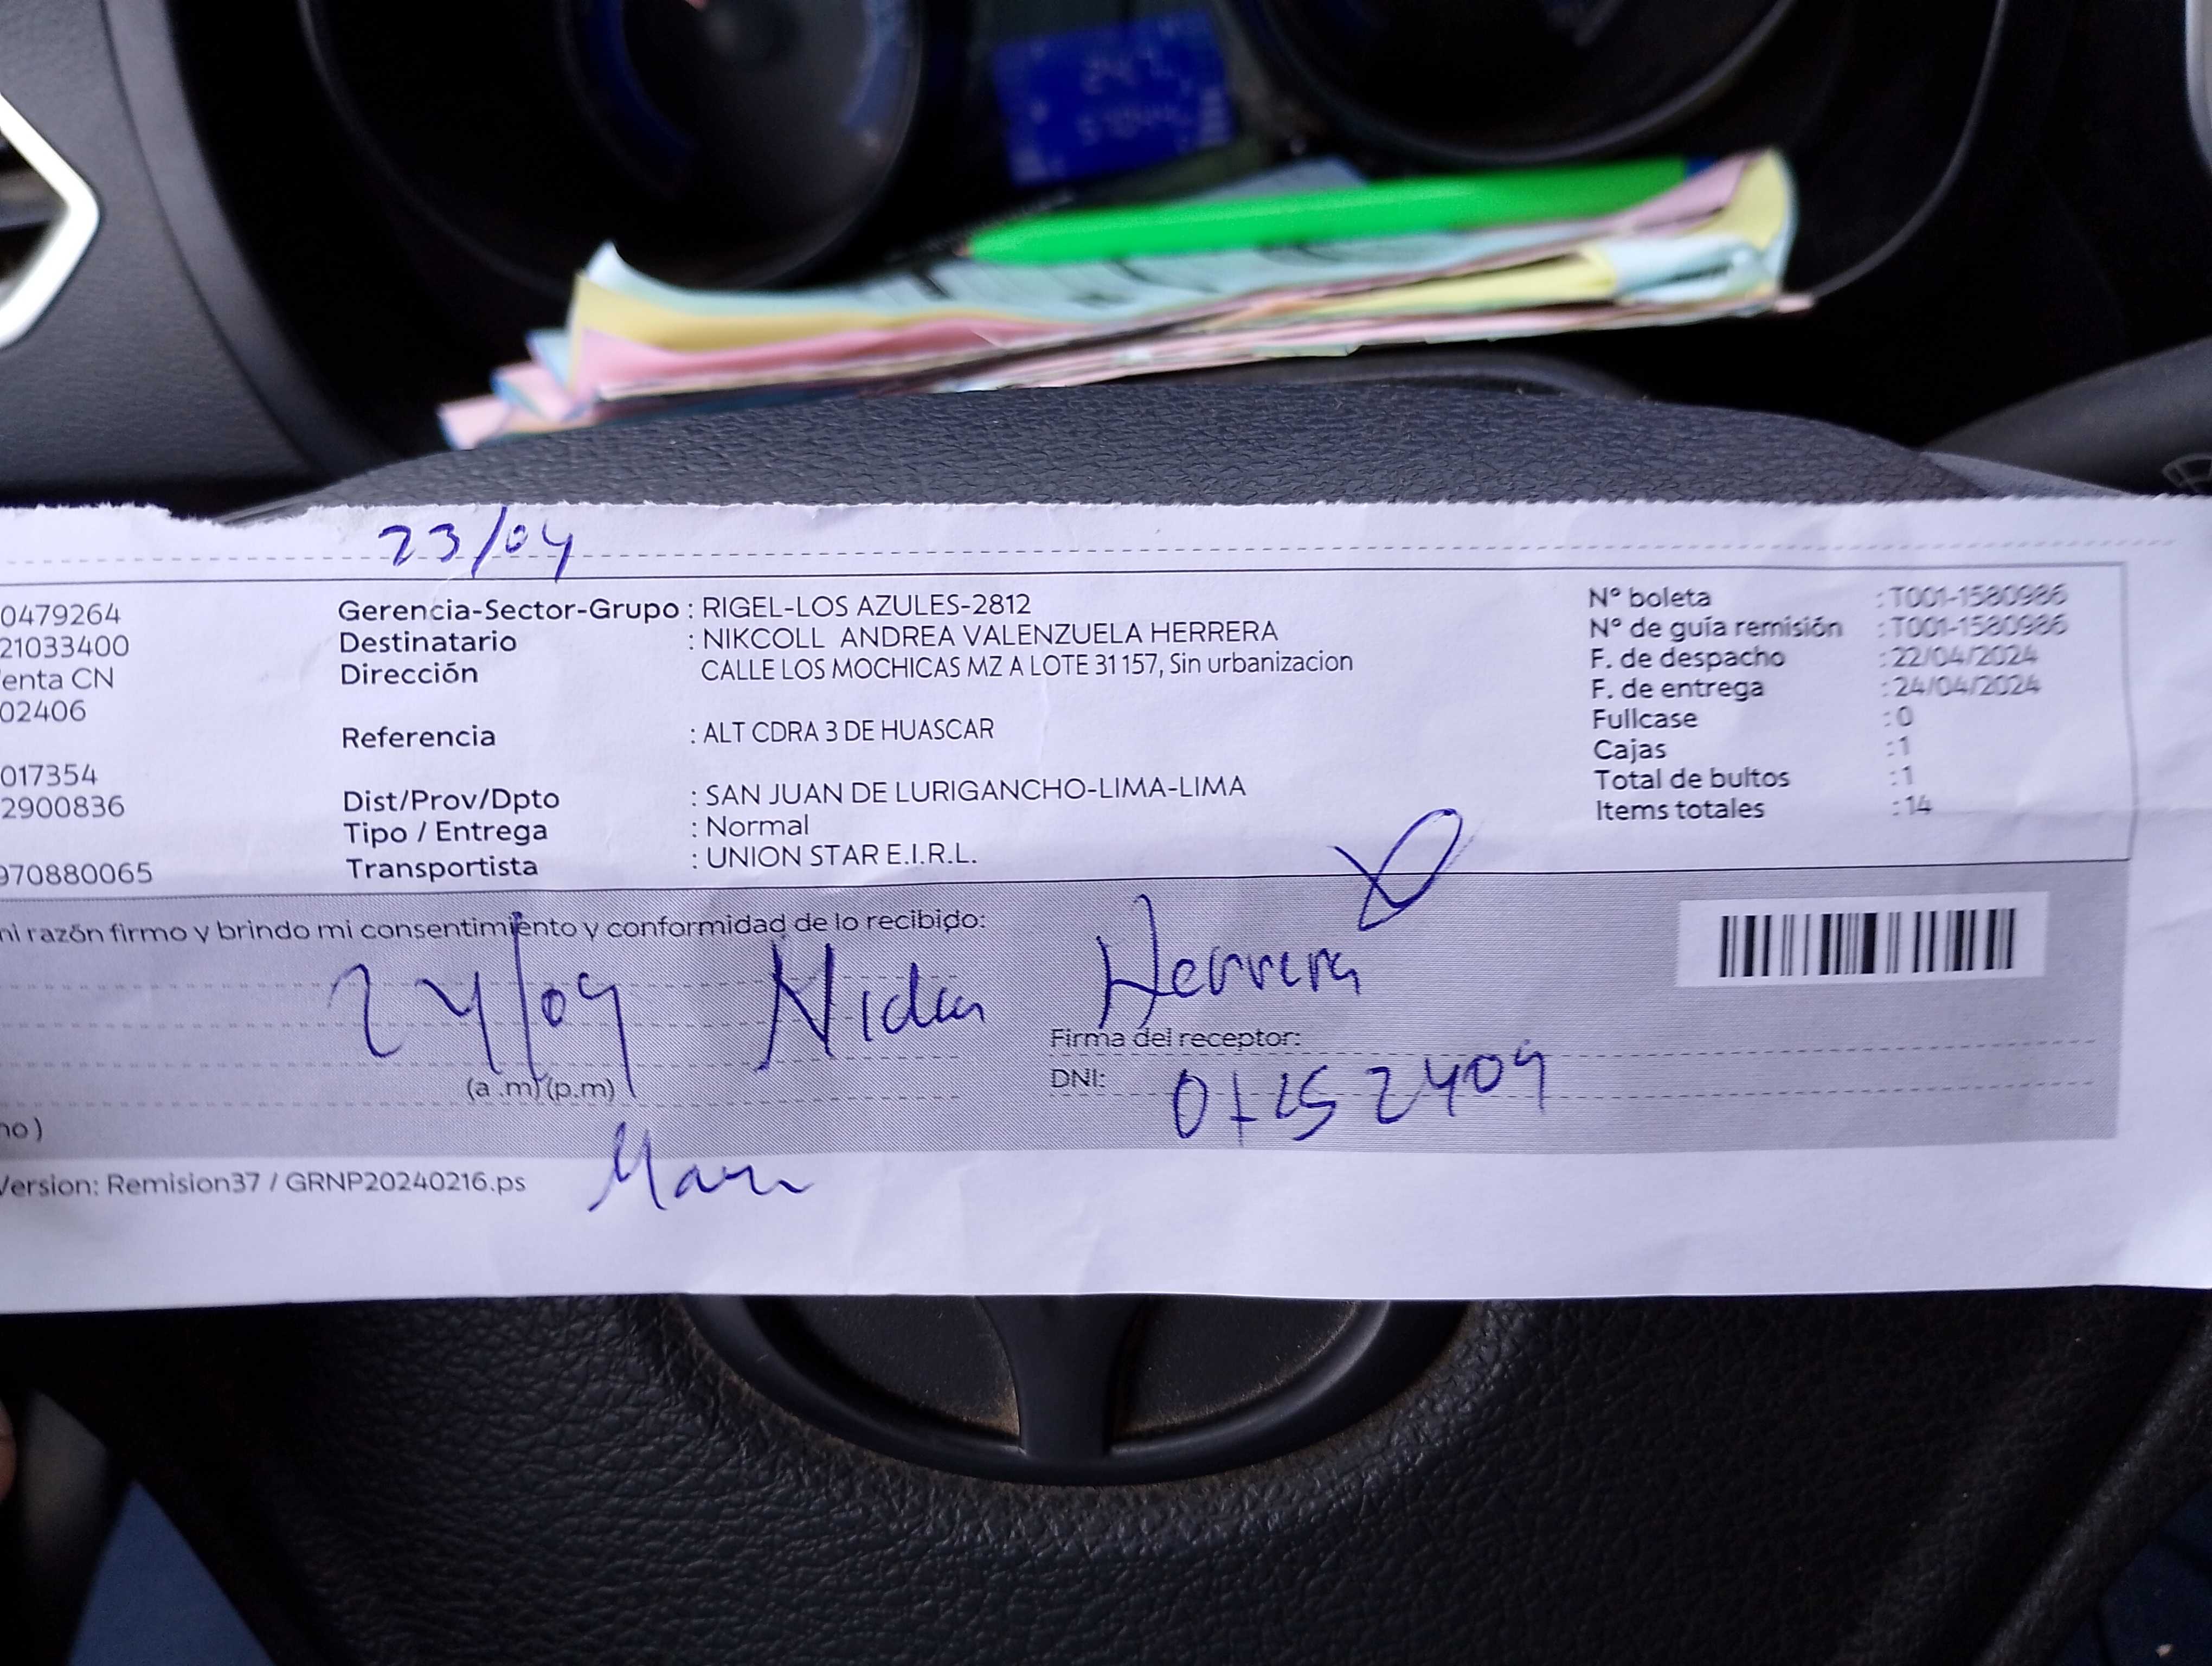 23/04
0479264
21033400
enta CN
02406
017354
2900836
970880065
Gerencia-Sector-Grupo : RIGEL-LOS AZULES-2812
Destinatario : NIKCOLL ANDREA VALENZUELA HERRERA
Dirección CALLE LOS MOCHICAS MZ A LOTE 31 157, Sin urbanizacion
Referencia : ALT CDRA 3 DE HUASCAR
Dist/Prov/Dpto : SAN JUAN DE LURIGANCHO-LIMA-LIMA
Tipo / Entrega : Normal
Transportista : UNION STAR E.I.R.L.
N° boleta : T001-1580986
N° de guía remisión : T001-1580986
F. de despacho : 22/04/2024
F. de entrega : 24/04/2024
Fullcase : 0
Cajas : 1
Total de bultos : 1
Items totales : 14
ni razón firmo y brindo mi consentimiento y conformidad de lo recibido:
24/04 Herrera
Firma del receptor:
(a.m) (p.m)
DNI:
no)
Version: Remision37 / GRNP20240216.ps